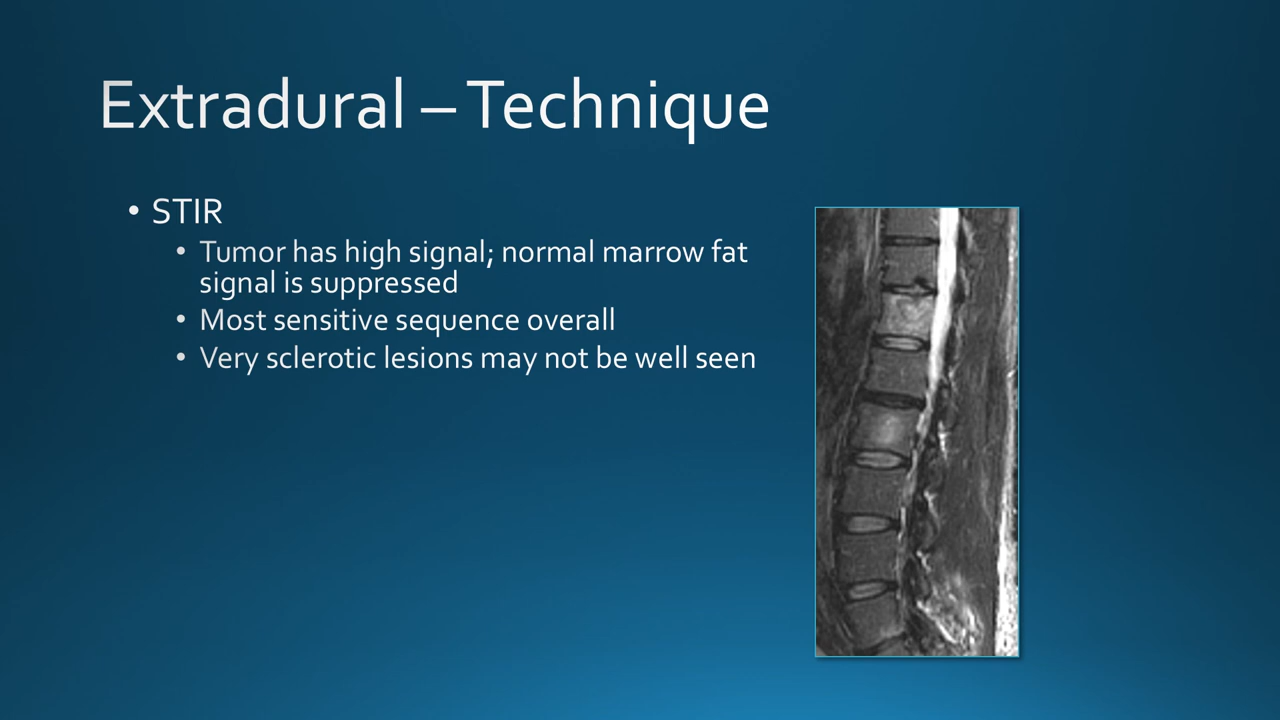 Extradural – Technique
• STIR
• Tumor has high signal; normal marrow fat
signal is suppressed
• Most sensitive sequence overall
• Very sclerotic lesions may not be well seen